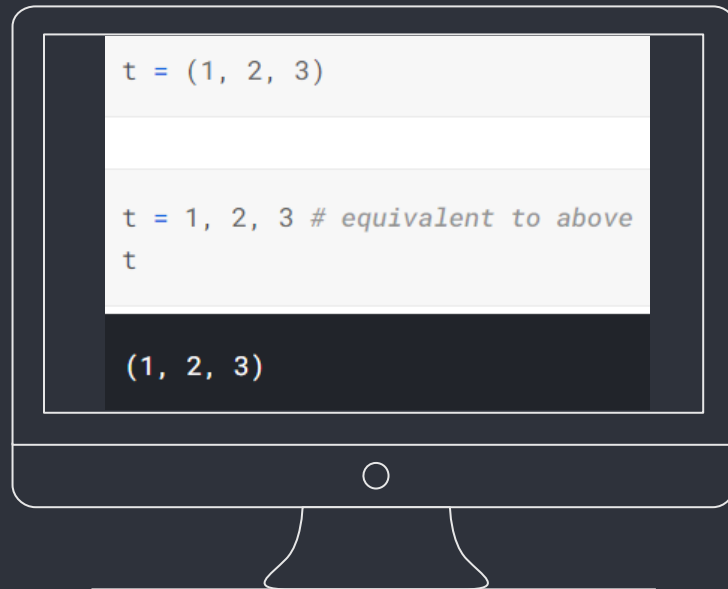 t = (1, 2, 3)
t = 1, 2, 3 # equivalent to above
t
(1, 2, 3)